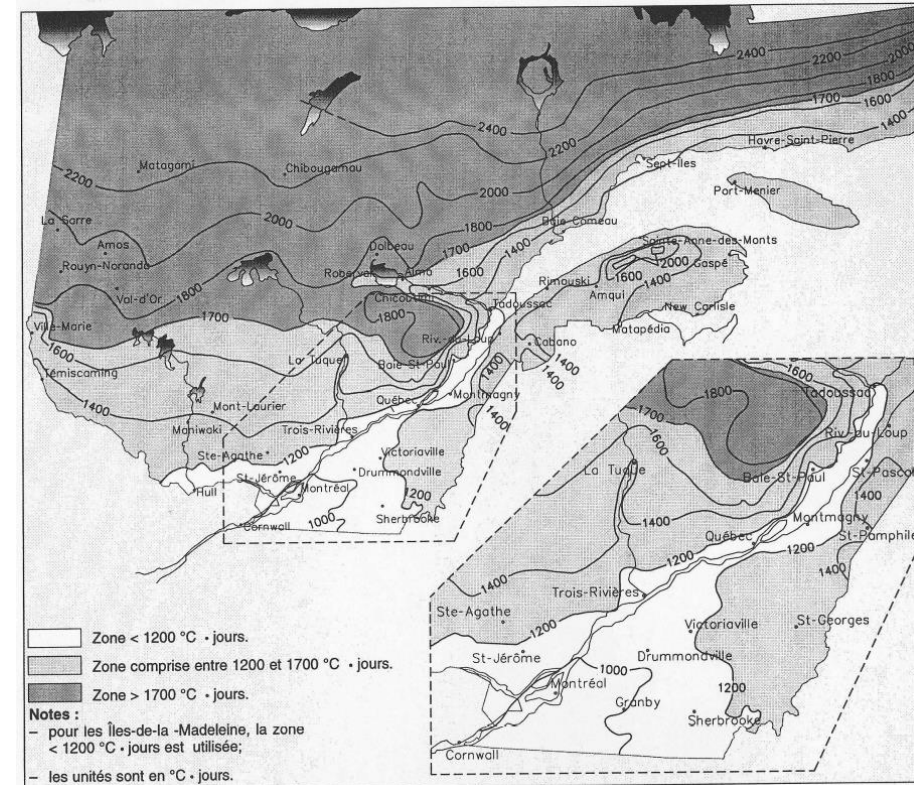 2400
2200
2000
1800
1700
1600
1400
2400
2200
Havre-Saint-Pierre
Sept-Iles
Matagami
Chibougamau
Port-Menier
2200
2000
La Sarre
2000
1800
Baie Comeau
Amos
Dolbeau
1700
1400
Sainte-Anne-des-Monts
Rouyn-Noranda
Roberval
Alma
1600
2000
Gaspé
1600
1400
Val-d'Or
1800
Chicoutimi
Rimouski
Amqui
1700
1800
Tadoussac
New Carlisle
Ville-Marie
Matapédia
1600
Riv.-du-Loup
Cabano
La Tuque
1400
1400
Témiscaming
Baie-St-Paul
1400
1400
Mont-Laurier
Québec
Montmagny
1400
Maniwaki
Trois-Rivières
Ste-Agathe
1200
Victoriaville
St-Jérôme
Drummondville
Hull
Montréal
1200
1000
Sherbrooke
Cornwall
1600
1800
Tadoussac
1700
1600
Riv.-du-Loup
La Tuque
Baie-St-Paul
St-Pascal
1400
1400
Montmagny
Québec
1200
St-Pamphile
1200
1400
1400
Trois-Rivières
Ste-Agathe
Victoriaville
St-Georges
1200
St-Jérôme
1000
Drummondville
Montréal
1200
Granby
Sherbrooke
Cornwall
Zone < 1200 °C • jours.
Zone comprise entre 1200 et 1700 °C • jours.
Zone > 1700 °C • jours.
Notes :
– pour les Îles-de-la -Madeleine, la zone
< 1200 °C • jours est utilisée;
– les unités sont en °C • jours.